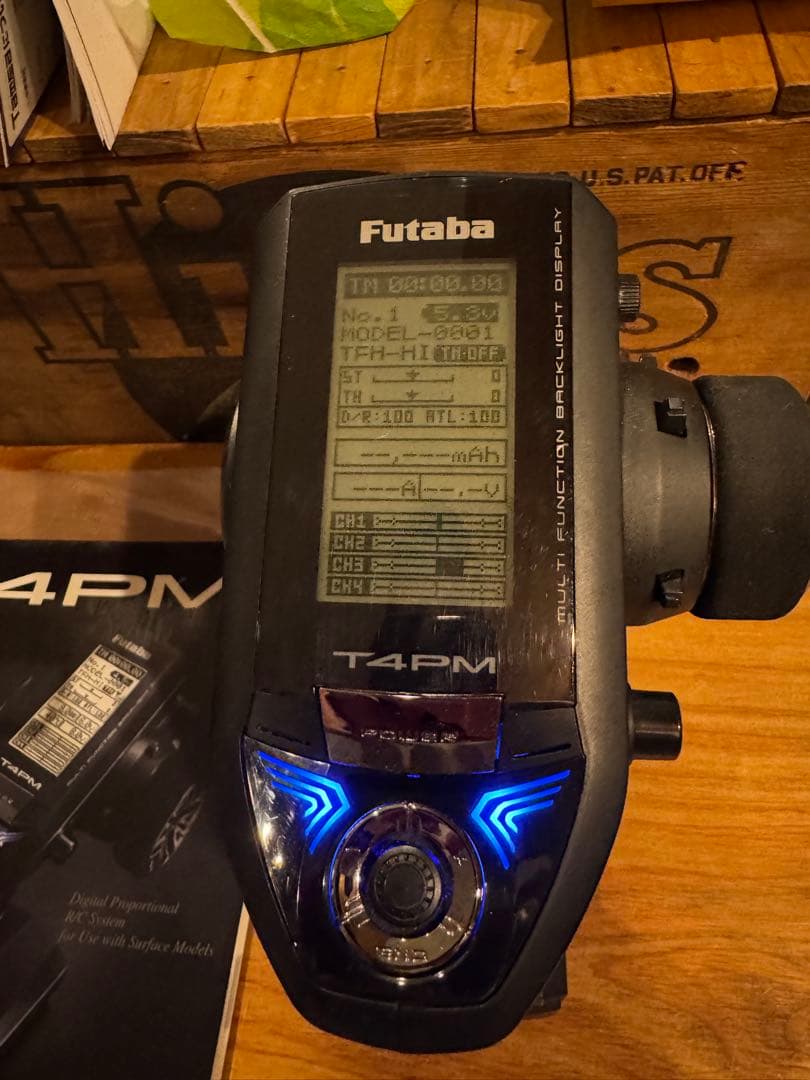 U.S. PAT. OFF
Hi
s
Futaba
TM 00:00.00
No.1 5.3V
MODEL-0001
TFH-HI TM-OFF
ST 0
TH 0
D/R:100 ATL:100
--,---mAh
---A --.-V
CH1
CH2
CH3
CH4
MULTI FUNCTION BACKLIGHT DISPLAY
T4PM
POWER
4PM
Futaba
T4PM
Digital Proportional
R/C System
for Use with Surface Models